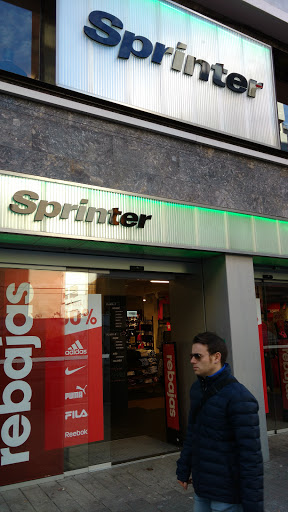 Sprinter
Sprinter
rebajas
50%
adidas
PUMA
FILA
Reebok
rebajas